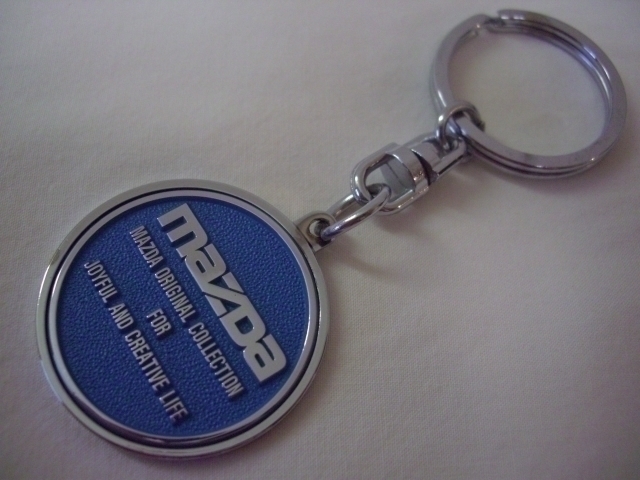 mazda
MAZDA ORIGINAL COLLECTION
FOR
JOYFUL AND CREATIVE LIFE